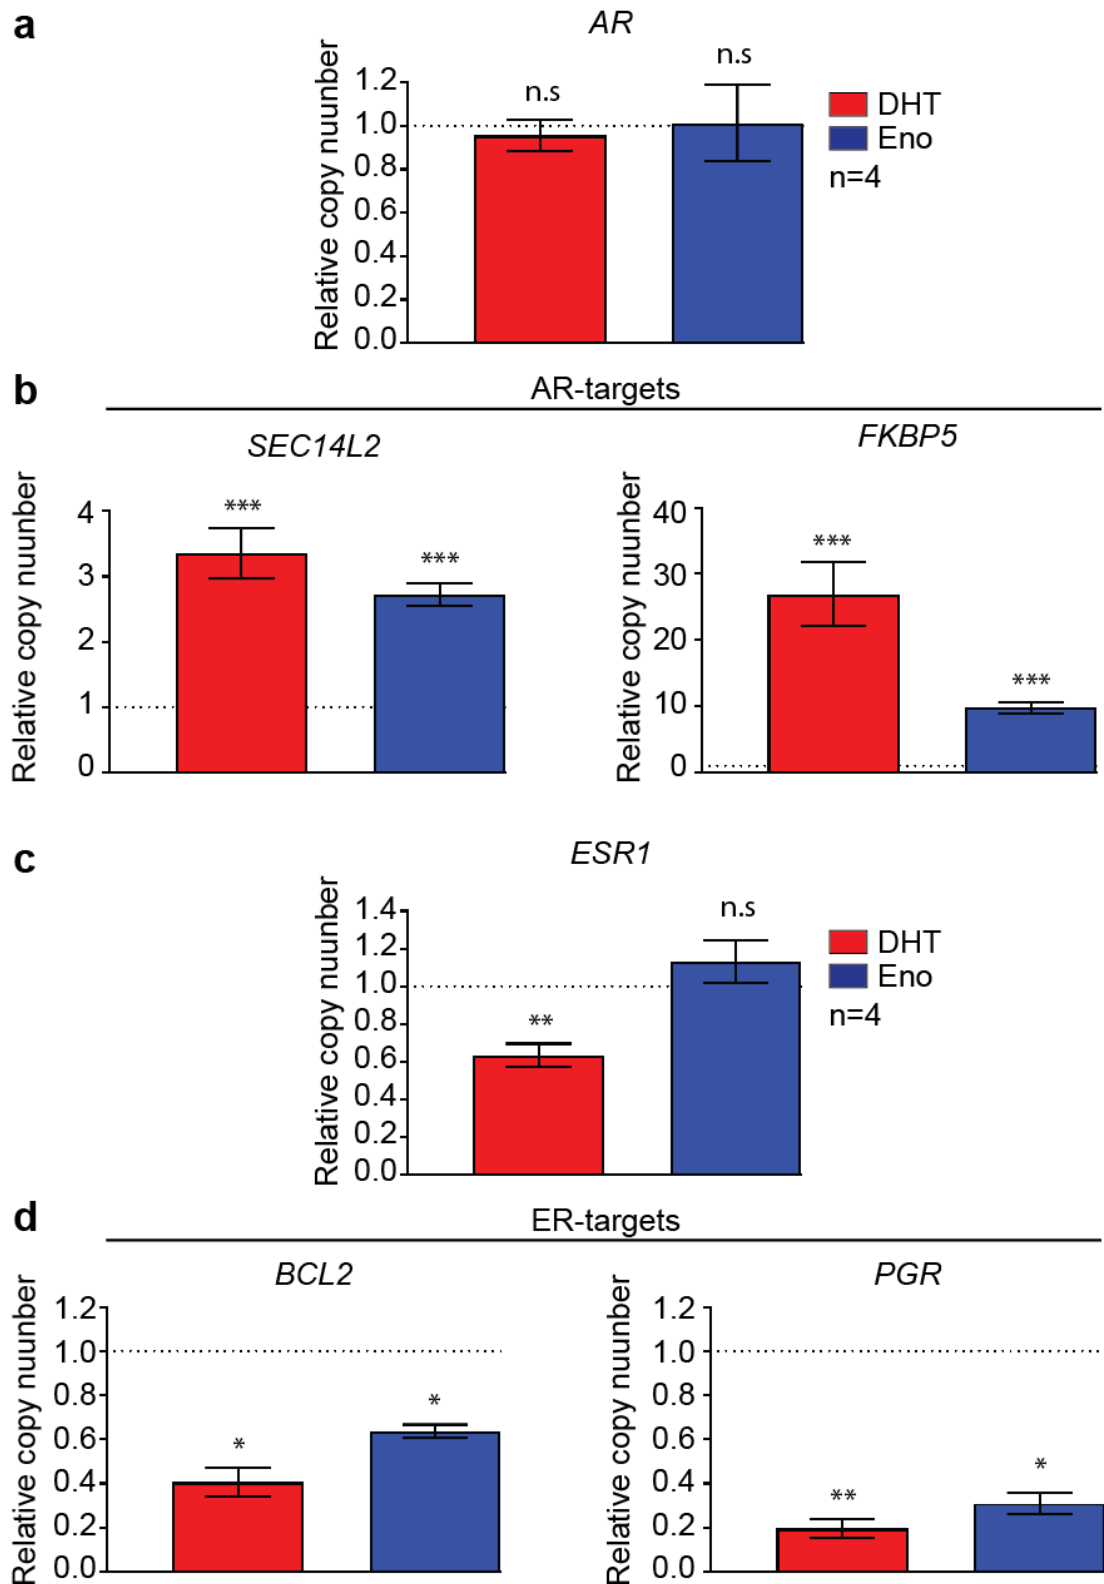 a
AR
Relative copy nuunber
1.2
1.0
0.8
0.6
0.4
0.2
0.0
n.s
n.s
DHT
Eno
n=4
b
AR-targets
SEC14L2
Relative copy nuunber
4
3
2
1
0
***
***
FKBP5
Relative copy nuunber
40
30
20
10
0
***
***
c
ESR1
Relative copy nuunber
1.4
1.2
1.0
0.8
0.6
0.4
0.2
0.0
**
n.s
DHT
Eno
n=4
d
ER-targets
BCL2
Relative copy nuunber
1.2
1.0
0.8
0.6
0.4
0.2
0.0
*
*
PGR
Relative copy nuunber
1.2
1.0
0.8
0.6
0.4
0.2
0.0
**
*